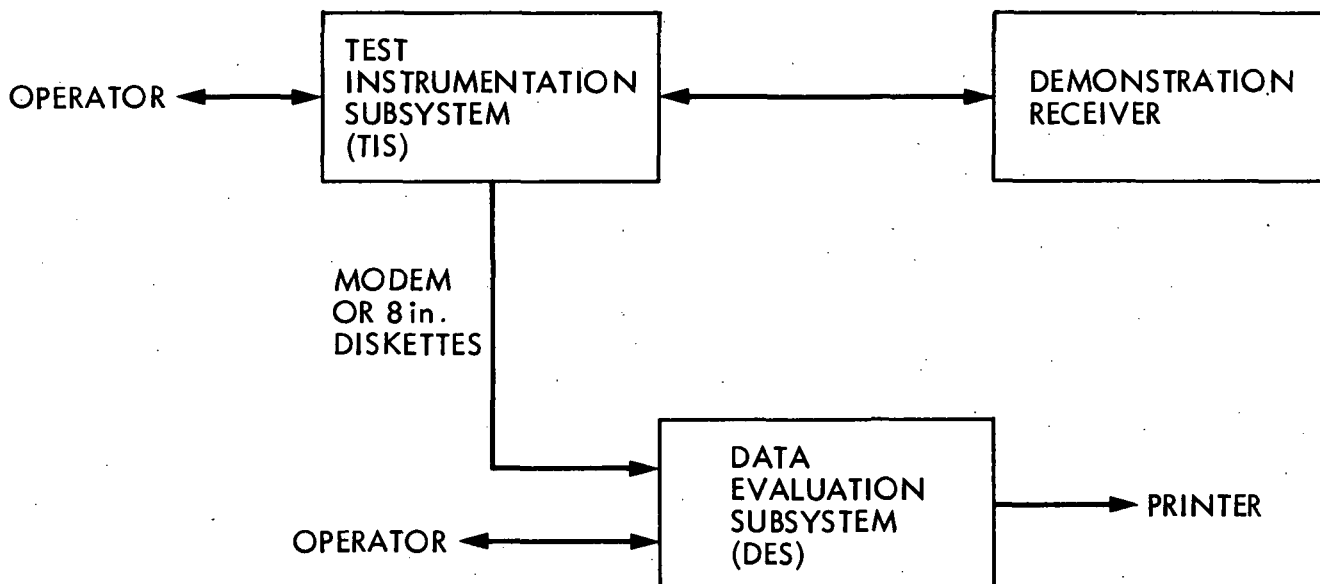 OPERATOR
TEST
INSTRUMENTATION
SUBSYSTEM
(TIS)
DEMONSTRATION
RECEIVER
MODEM
OR 8 in.
DISKETTES
OPERATOR
DATA
EVALUATION
SUBSYSTEM
(DES)
PRINTER